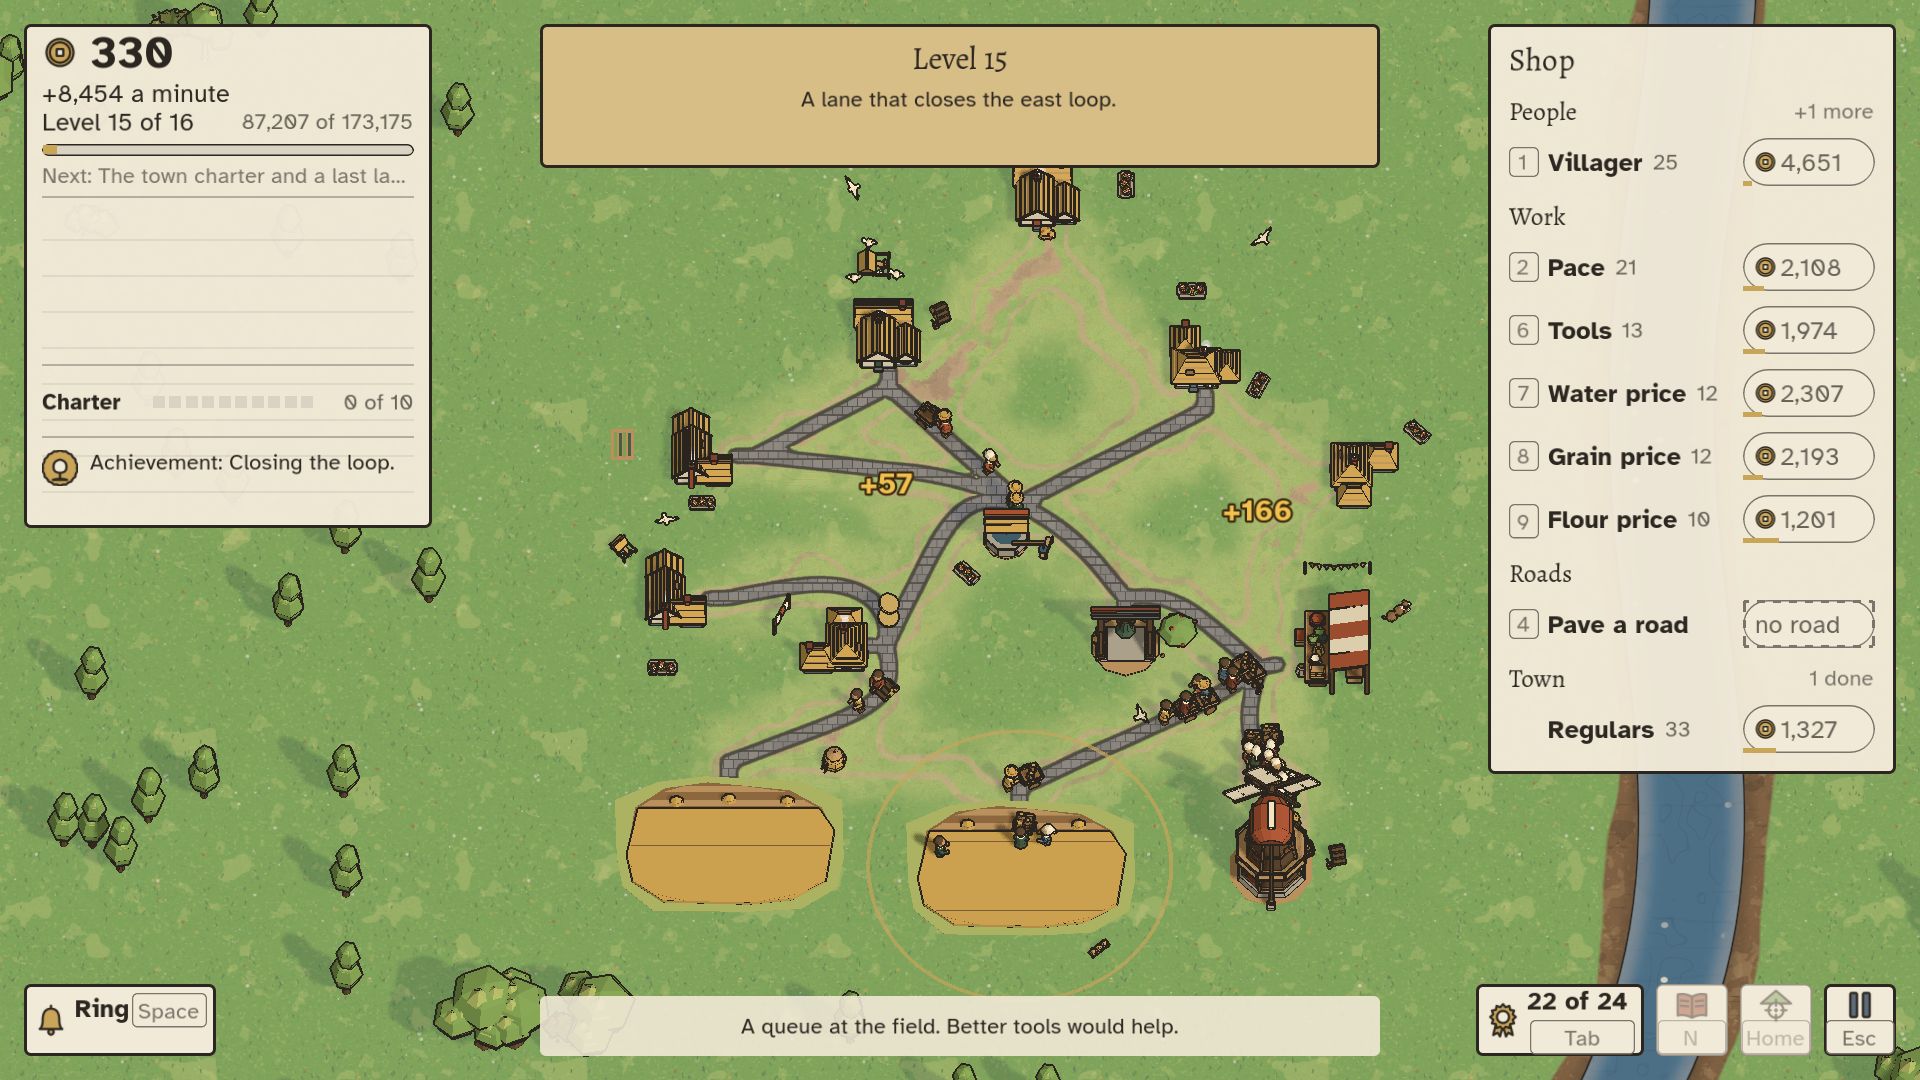 330
+8,454 a minute
Level 15 of 16 87,207 of 173,175
Next: The town charter and a last la...
Charter 0 of 10
Achievement: Closing the loop.
Level 15
A lane that closes the east loop.
Shop
People +1 more
1 Villager 25 4,651
Work
2 Pace 21 2,108
6 Tools 13 1,974
7 Water price 12 2,307
8 Grain price 12 2,193
9 Flour price 10 1,201
Roads
4 Pave a road no road
Town 1 done
Regulars 33 1,327
+57
+166
Ring Space
A queue at the field. Better tools would help.
22 of 24
Tab
N
Home
Esc